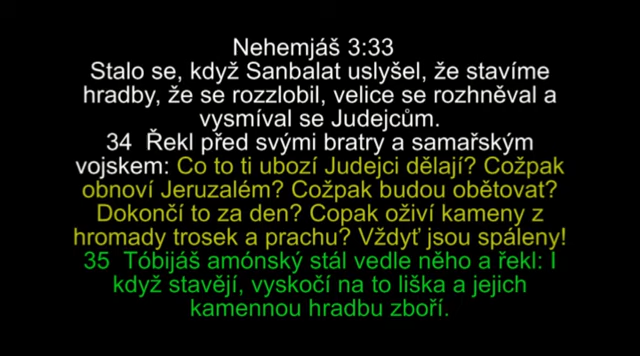 Nehemjáš 3:33
Stalo se, když Sanbalat uslyšel, že stavíme
hradby, že se rozzlobil, velice se rozhněval a
vysmíval se Judejcům.
34 Řekl před svými bratry a samařským
vojskem: Co to ti ubozí Judejci dělají? Cožpak
obnoví Jeruzalém? Cožpak budou obětovat?
Dokončí to za den? Copak oživí kameny z
hromady trosek a prachu? Vždyť jsou spáleny!
35 Tóbijáš amónský stál vedle něho a řekl: I
když stavějí, vyskočí na to liška a jejich
kamennou hradbu zboří.